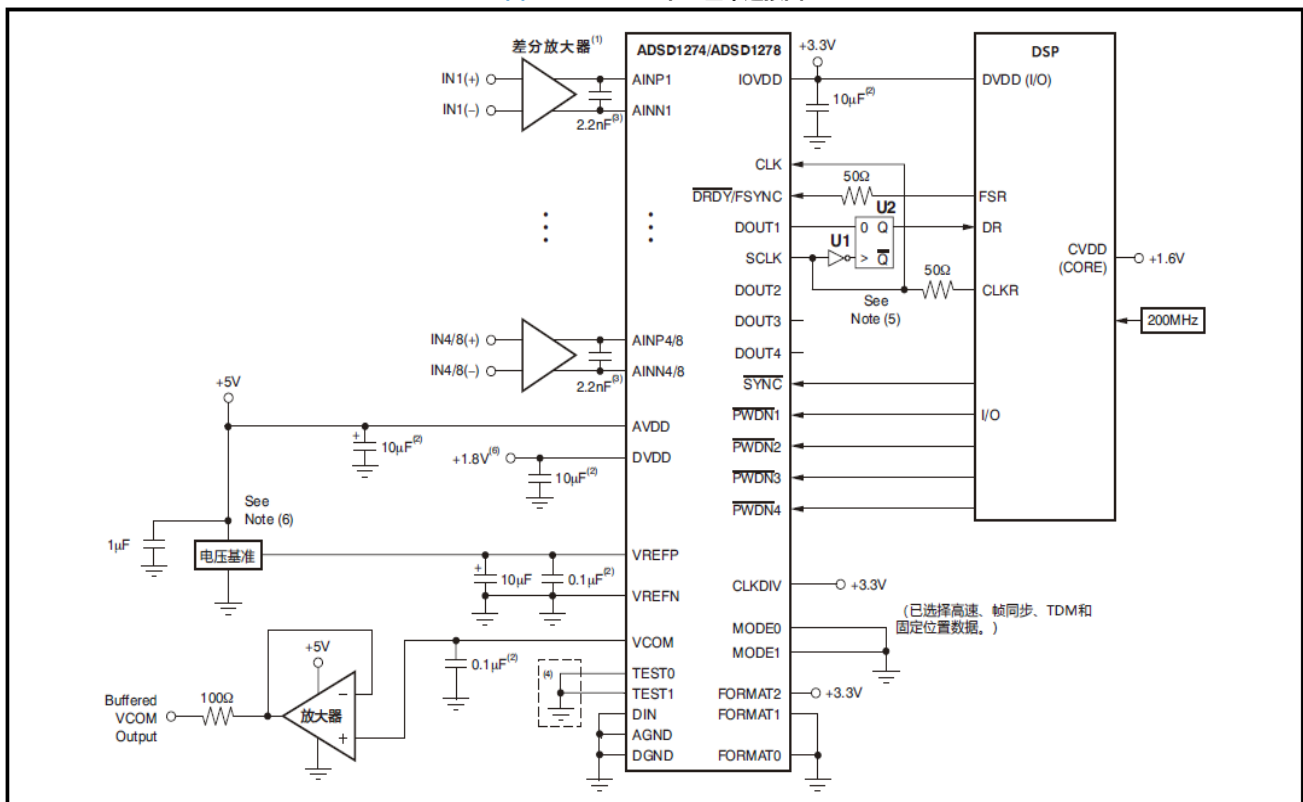 差分放大器(1)
IN1(+)
IN1(−)
2.2nF(3)
IN4/8(+)
IN4/8(−)
2.2nF(3)
+5V
10μF(2)
+1.8V(6)
10μF(2)
See
Note (6)
1μF
电压基准
10μF
0.1μF(2)
+5V
0.1μF(2)
Buffered
VCOM
Output
100Ω
−
放大器
+
(4)
ADSD1274/ADSD1278
AINP1
AINN1
AINP4/8
AINN4/8
AVDD
DVDD
VREFP
VREFN
VCOM
TEST0
TEST1
DIN
AGND
DGND
IOVDD
CLK
DRDY/FSYNC
DOUT1
SCLK
DOUT2
DOUT3
DOUT4
SYNC
PWDN1
PWDN2
PWDN3
PWDN4
CLKDIV
MODE0
MODE1
FORMAT2
FORMAT1
FORMAT0
+3.3V
10μF(2)
50Ω
U2
0 Q
U1
> Q
50Ω
See
Note (5)
+3.3V
(已选择高速、帧同步、TDM和
固定位置数据。)
+3.3V
DSP
DVDD (I/O)
FSR
DR
CVDD
(CORE)
+1.6V
CLKR
200MHz
I/O